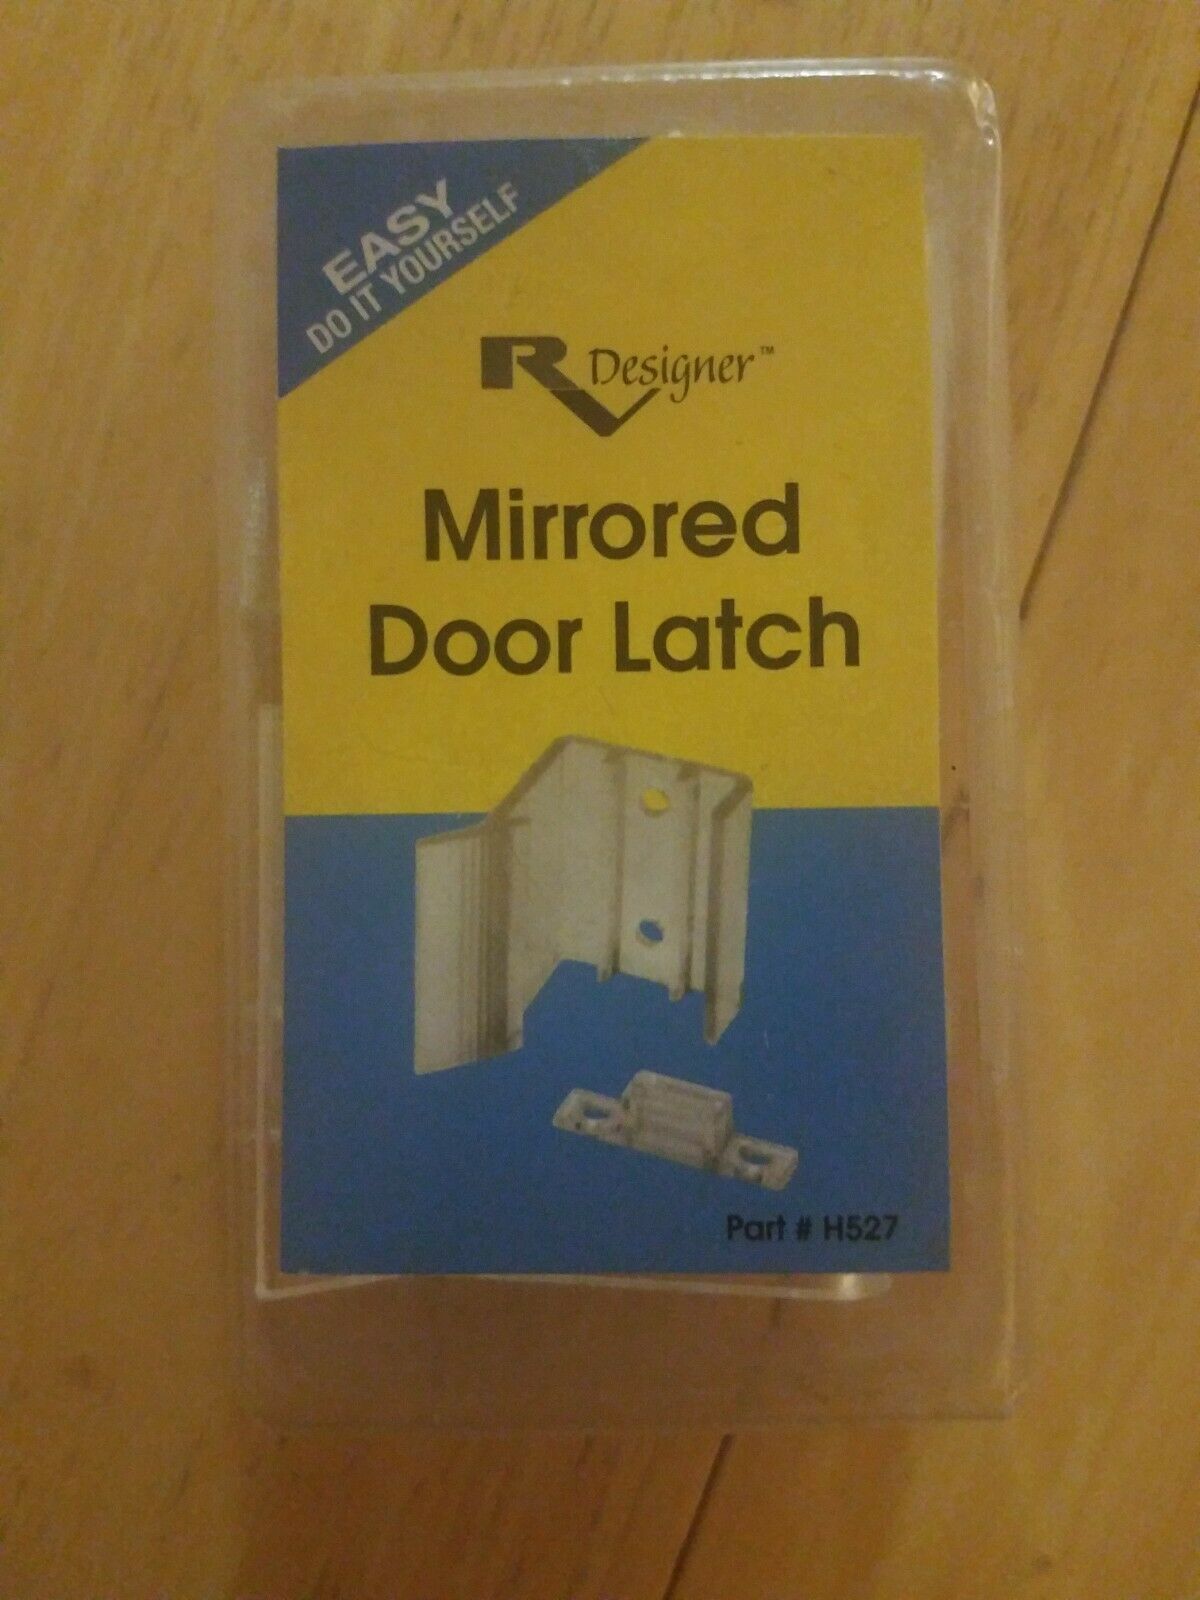 EASY
DO IT YOURSELF
RV Designer™
Mirrored
Door Latch
Part # H527